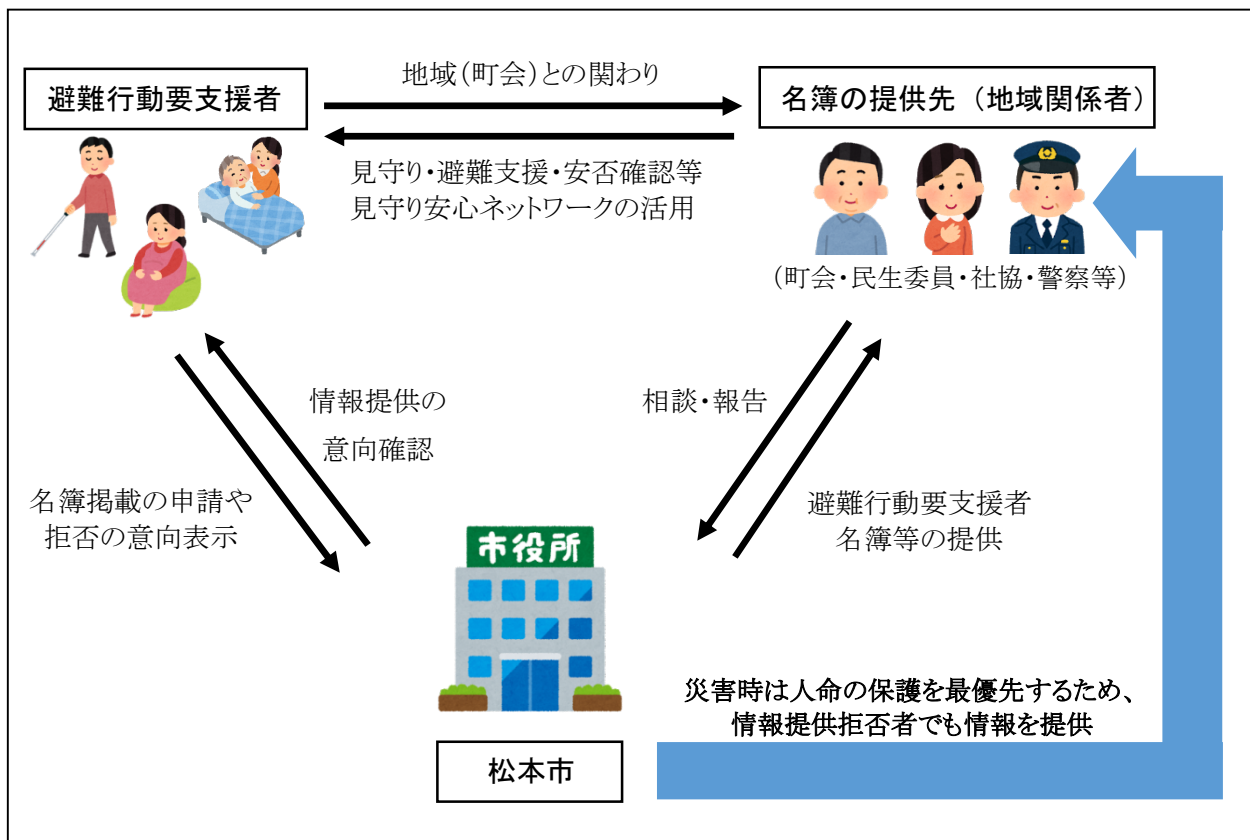 地域(町会)との関わり
避難行動要支援者
名簿の提供先（地域関係者）
見守り・避難支援・安否確認等
見守り安心ネットワークの活用
（町会・民生委員・社協・警察等）
情報提供の
意向確認
相談・報告
名簿掲載の申請や
拒否の意向表示
避難行動要支援者
名簿等の提供
市役所
災害時は人命の保護を最優先するため、
情報提供拒否者でも情報を提供
松本市